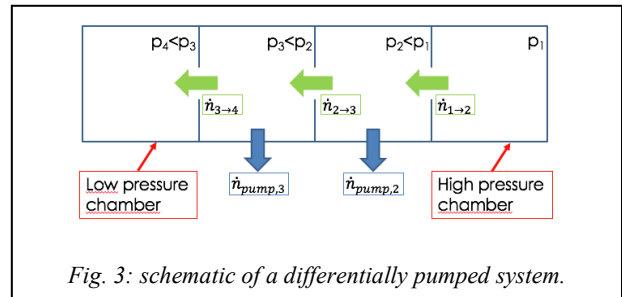 p₄<p₃
p₃<p₂
p₂<p₁
p₁
ṅ₃→₄
ṅ₂→₃
ṅ₁→₂
Low pressure
chamber
ṅpump,3
ṅpump,2
High pressure
chamber
Fig. 3: schematic of a differentially pumped system.